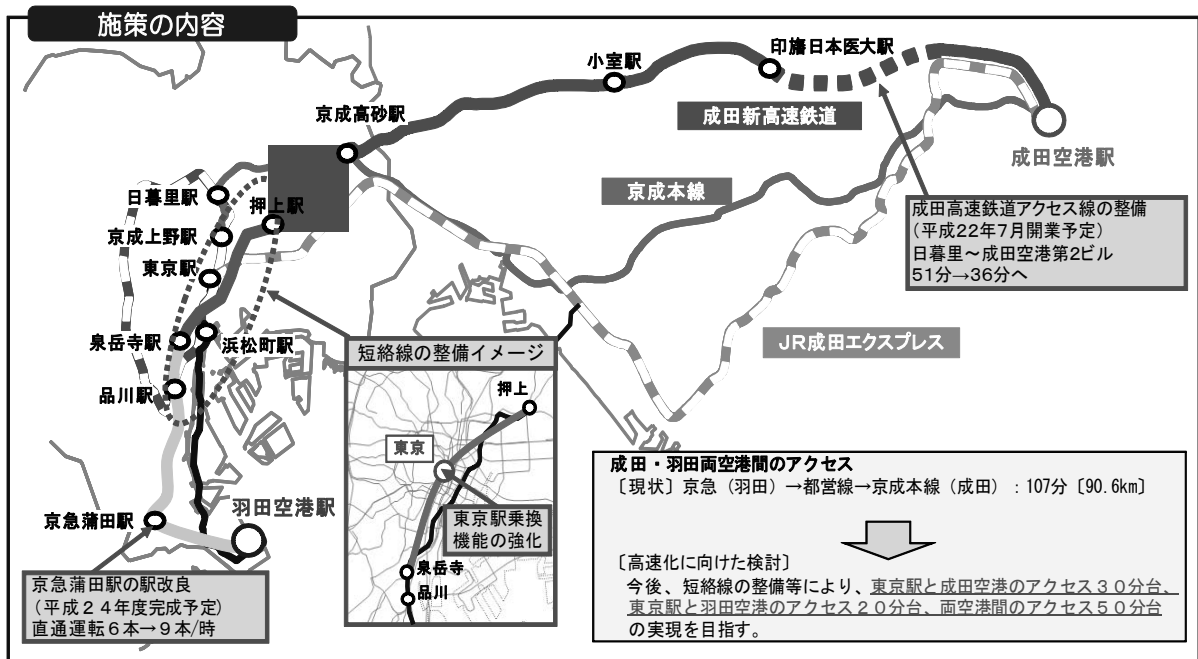 施策の内容
印旛日本医大駅
小室駅
京成高砂駅
成田新高速鉄道
成田空港駅
日暮里駅
押上駅
京成本線
京成上野駅
東京駅
成田高速鉄道アクセス線の整備
(平成22年7月開業予定)
日暮里～成田空港第2ビル
51分→36分へ
泉岳寺駅
浜松町駅
JR成田エクスプレス
短絡線の整備イメージ
品川駅
押上
東京
東京駅乗換
機能の強化
泉岳寺
品川
羽田空港駅
京急蒲田駅
京急蒲田駅の駅改良
(平成24年度完成予定)
直通運転6本→9本/時
成田・羽田両空港間のアクセス
〔現状〕京急(羽田)→都営線→京成本線(成田):107分〔90.6km〕
〔高速化に向けた検討〕
今後、短絡線の整備等により、東京駅と成田空港のアクセス30分台、
東京駅と羽田空港のアクセス20分台、両空港間のアクセス50分台
の実現を目指す。